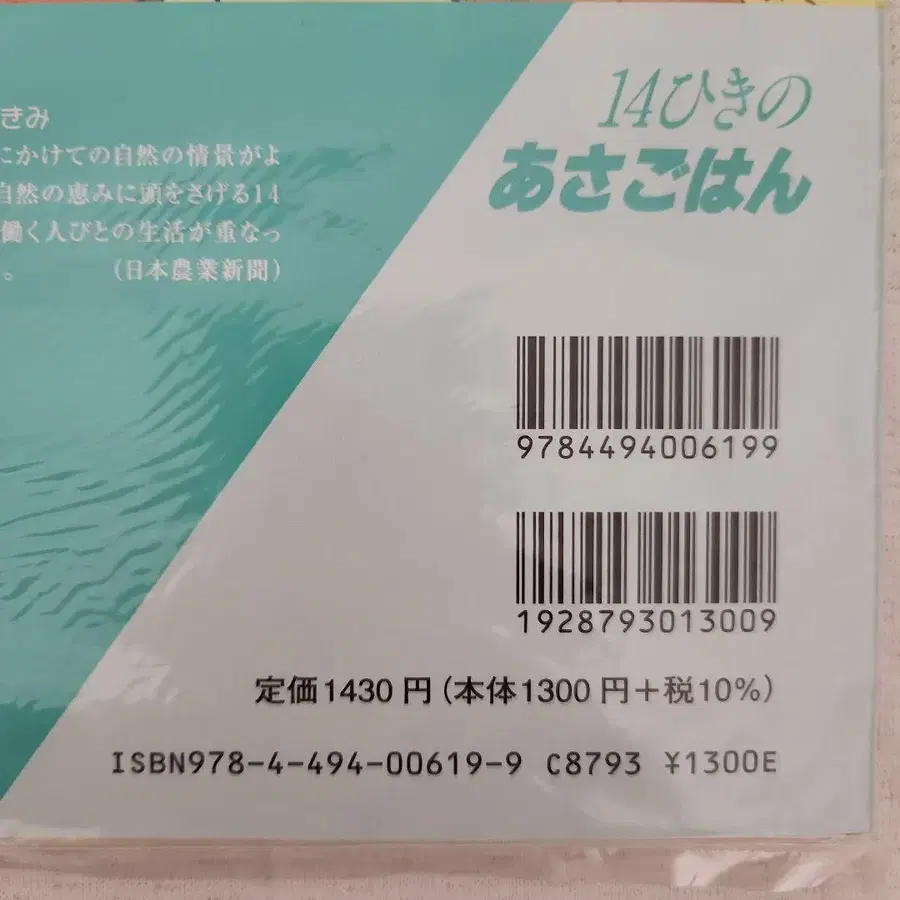 きみ
にかけての自然の情景がよ
自然の恵みに頭をさげる14
働く人びとの生活が重なっ
。 (日本農業新聞)
14ひきの
あさごはん
9784494006199
1928793013009
定価1430円(本体1300円+税10%)
ISBN978-4-494-00619-9 C8793 ¥1300E